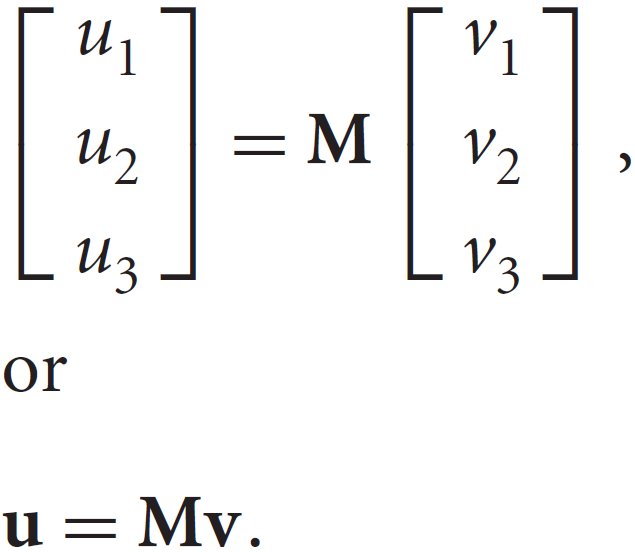 [ u₁ u₂ u₃ ] = M [ v₁ v₂ v₃ ] ,
or
u = Mv.